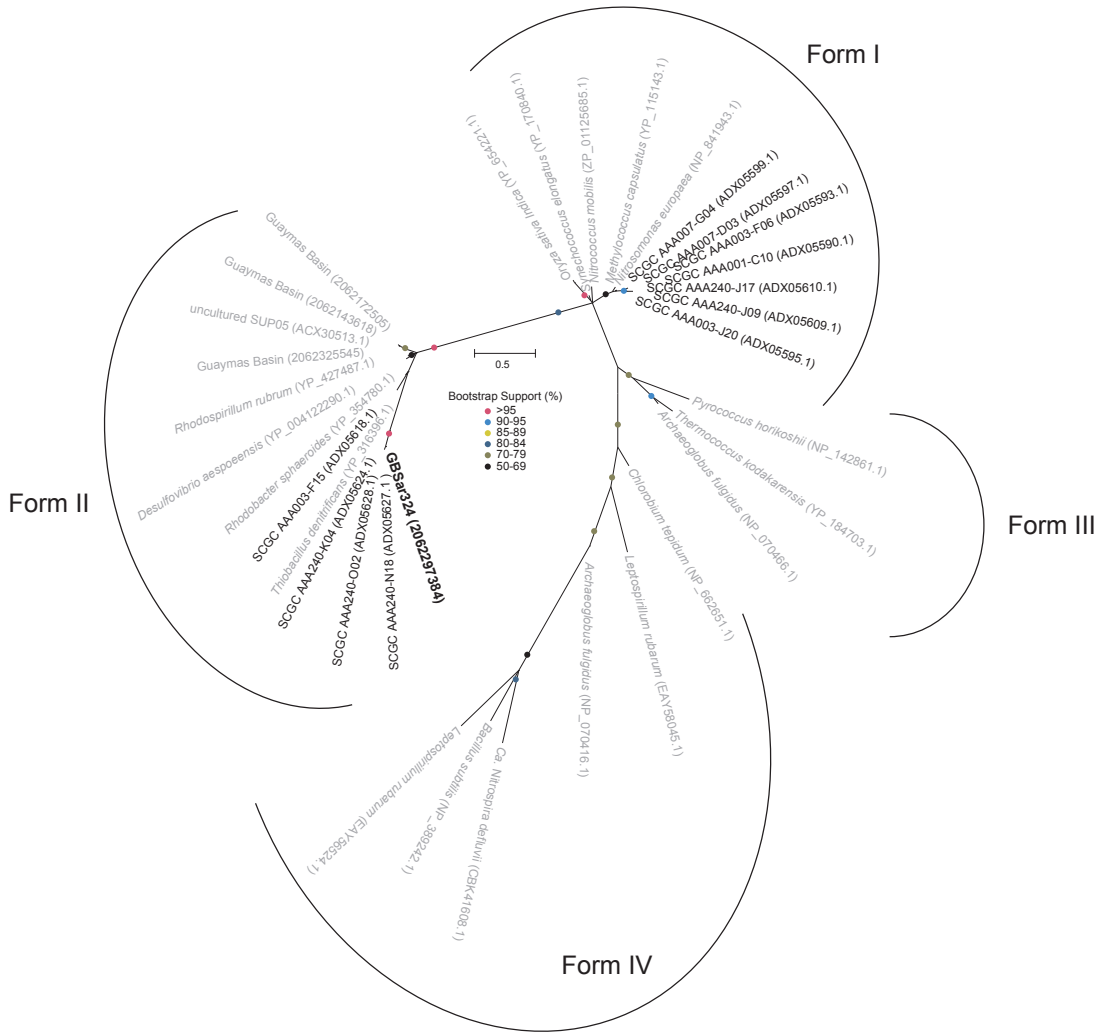 Form I
Oryza sativa Indica (YP_654221.1)
Synechococcus elongatus (YP_170840.1)
Nitrococcus mobilis (ZP_01125685.1)
Methylococcus capsulatus (YP_115143.1)
Nitrosomonas europaea (NP_841943.1)
SCGC AAA007-G04 (ADX05599.1)
SCGC AAA007-D03 (ADX05597.1)
SCGC AAA003-F06 (ADX05593.1)
SCGC AAA001-C10 (ADX05590.1)
SCGC AAA240-J17 (ADX05610.1)
SCGC AAA240-J09 (ADX05609.1)
SCGC AAA003-J20 (ADX05595.1)
Guaymas Basin (2062172505)
Guaymas Basin (2062143618)
uncultured SUP05 (ACX30513.1)
Guaymas Basin (2062325545)
Rhodospirillum rubrum (YP_427487.1)
Desulfovibrio aespoeensis (YP_004122290.1)
Rhodobacter sphaeroides (YP_354780.1)
SCGC AAA003-F15 (ADX05618.1)
Thiobacillus denitrificans (YP_316396.1)
SCGC AAA240-K04 (ADX05624.1)
SCGC AAA240-O02 (ADX05628.1)
SCGC AAA240-N18 (ADX05627.1)
GBSar324 (2062297384)
Form II
0.5
Bootstrap Support (%)
>95
90-95
85-89
80-84
70-79
50-69
Pyrococcus horikoshii (NP_142861.1)
Thermococcus kodakarensis (YP_184703.1)
Archaeoglobus fulgidus (NP_070466.1)
Form III
Chlorobium tepidum (NP_662651.1)
Leptospirillum rubarum (EAY58045.1)
Archaeoglobus fulgidus (NP_070416.1)
Ca. Nitrospira defluvii (CBK41608.1)
Bacillus subtilis (NP_389242.1)
Leptospirillum rubarum (EAY56524.1)
Form IV